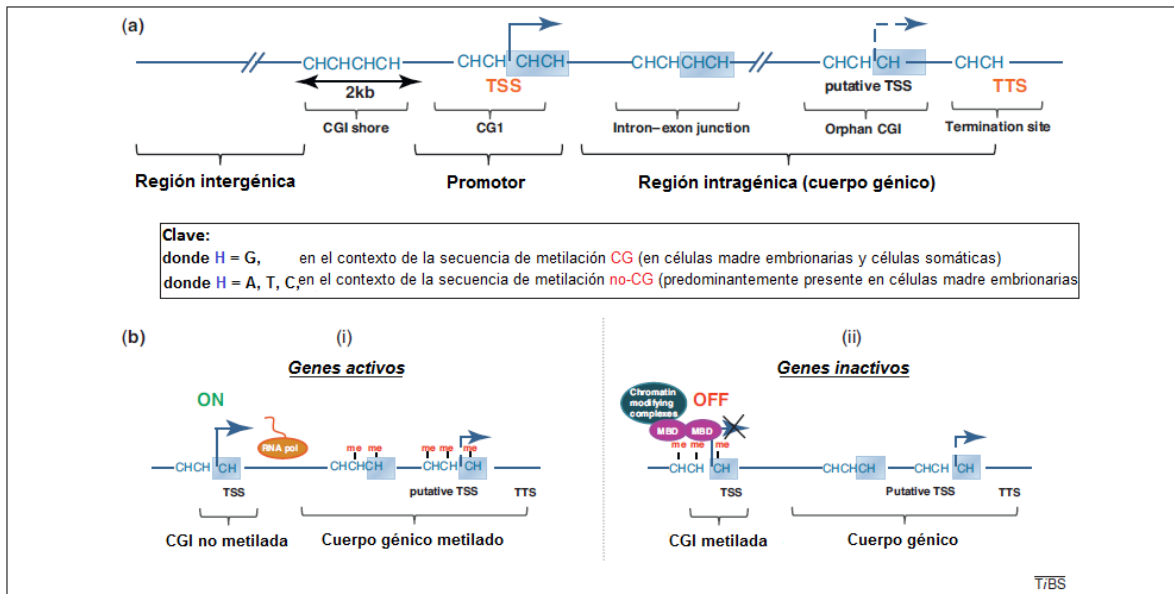 (a)
CHCHCHCH
CHCH CHCH
CHCHCHCH
CHCH CH
CHCH
2kb
TSS
putative TSS
TTS
CGI shore
CG1
Intron–exon junction
Orphan CGI
Termination site
Región intergénica
Promotor
Región intragénica (cuerpo génico)
Clave:
donde H = G, en el contexto de la secuencia de metilación CG (en células madre embrionarias y células somáticas)
donde H = A, T, C, en el contexto de la secuencia de metilación no-CG (predominantemente presente en células madre embrionarias
(b)
(i)
Genes activos
ON
RNA pol
me me
me me me
CHCH CH
CHCHCH
CHCH CH
TSS
putative TSS
TTS
CGI no metilada
Cuerpo génico metilado
(ii)
Genes inactivos
Chromatin
modifying
complexes
OFF
MBD
MBD
me me me
CHCH CH
CHCHCH
CHCH CH
TSS
Putative TSS
TTS
CGI metilada
Cuerpo génico
TiBS